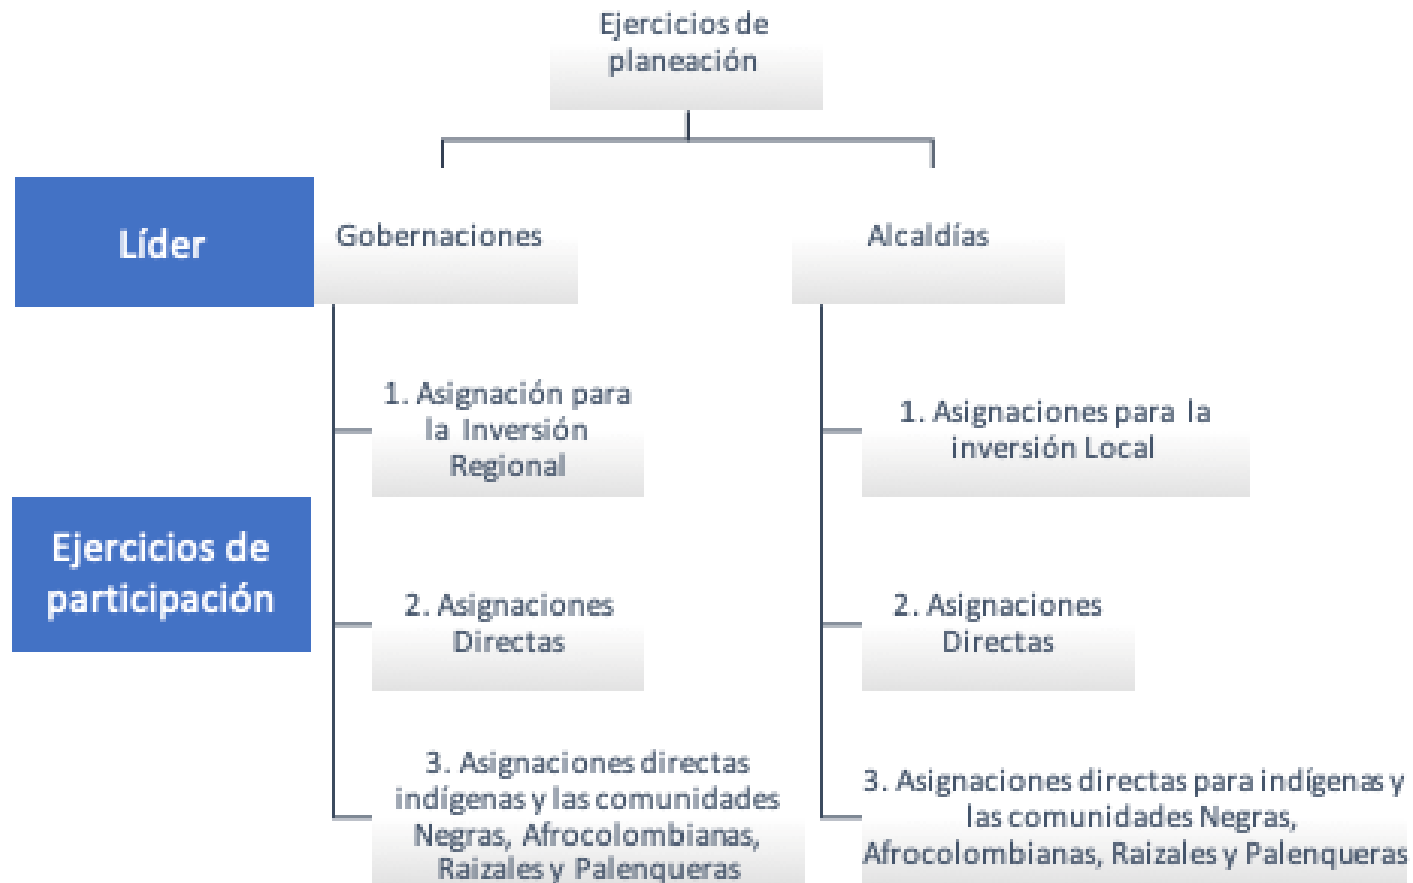 Ejercicios de
planeación
Líder
Gobernaciones
Alcaldías
Ejercicios de
participación
1. Asignación para
la Inversión
Regional
2. Asignaciones
Directas
3. Asignaciones directas
indígenas y las comunidades
Negras, Afrocolombianas,
Raizales y Palenqueras
1. Asignaciones para la
inversión Local
2. Asignaciones
Directas
3. Asignaciones directas para indígenas y
las comunidades Negras,
Afrocolombianas, Raizales y Palenqueras